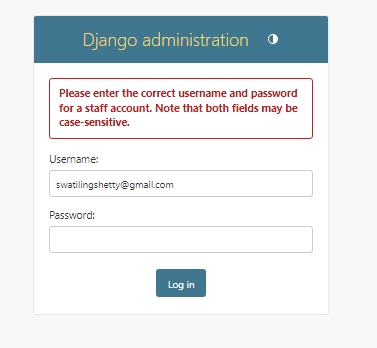 Django administration
Please enter the correct username and password
for a staff account. Note that both fields may be
case-sensitive.
Username:
swatilingshetty@gmail.com
Password:
Log in